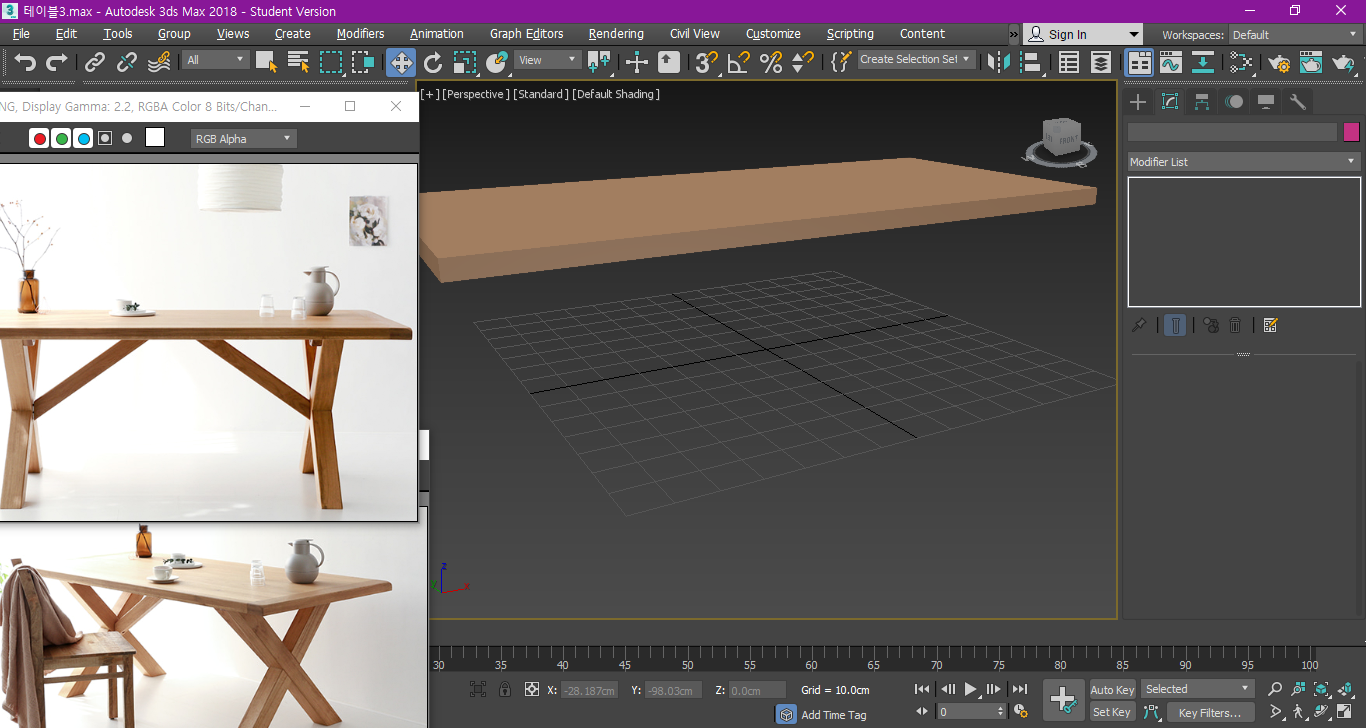 테이블3.max - Autodesk 3ds Max 2018 - Student Version
File Edit Tools Group Views Create Modifiers Animation Graph Editors Rendering Civil View Customize Scripting Content » Sign In Workspaces: Default
All View Create Selection Set
NG, Display Gamma: 2.2, RGBA Color 8 Bits/Chan...
[+] [Perspective] [Standard] [Default Shading]
RGB Alpha
FRONT
Modifier List
z
x
30 35 40 45 50 55 60 65 70 75 80 85 90 95 100
X: -28.187cm Y: -98.03cm Z: 0.0cm Grid = 10.0cm Auto Key Selected
0 Add Time Tag Set Key Key Filters...